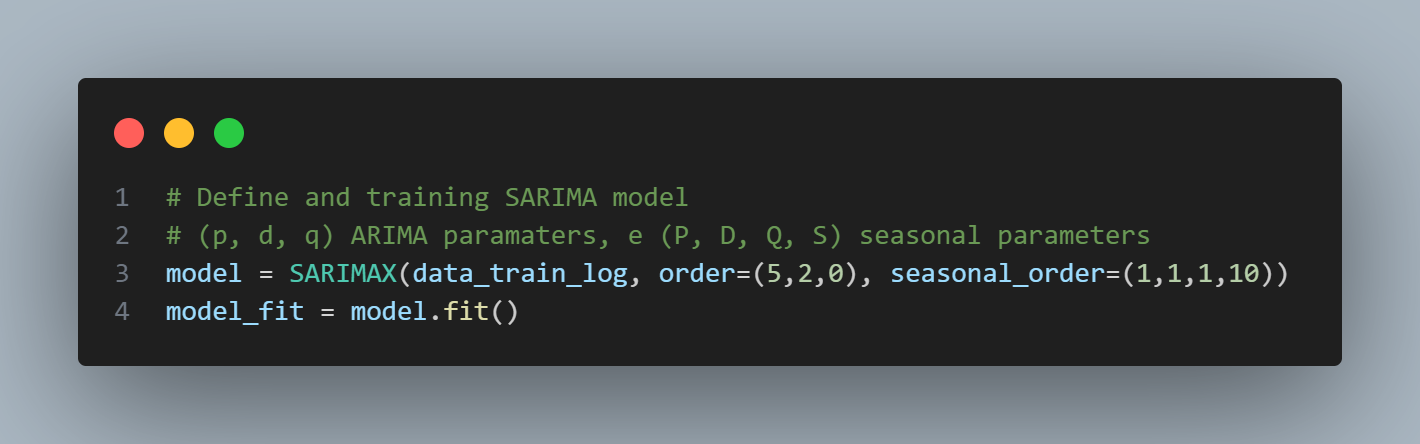 1 # Define and training SARIMA model
2 # (p, d, q) ARIMA paramaters, e (P, D, Q, S) seasonal parameters
3 model = SARIMAX(data_train_log, order=(5,2,0), seasonal_order=(1,1,1,10))
4 model_fit = model.fit()